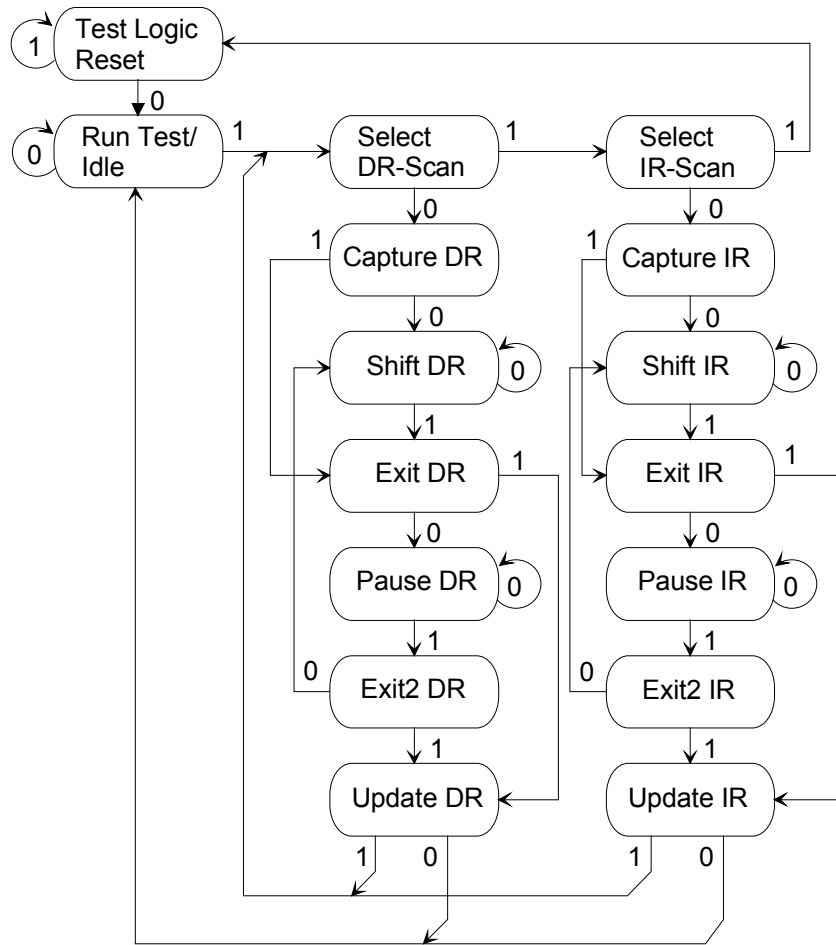 Test Logic
Reset
1
0
Run Test/
Idle
0
1
Select
DR-Scan
1
Select
IR-Scan
1
0
0
1
Capture DR
1
Capture IR
0
0
Shift DR
0
Shift IR
0
1
1
Exit DR
1
Exit IR
1
0
0
Pause DR
0
Pause IR
0
1
1
0
Exit2 DR
0
Exit2 IR
1
1
Update DR
Update IR
1
0
1
0